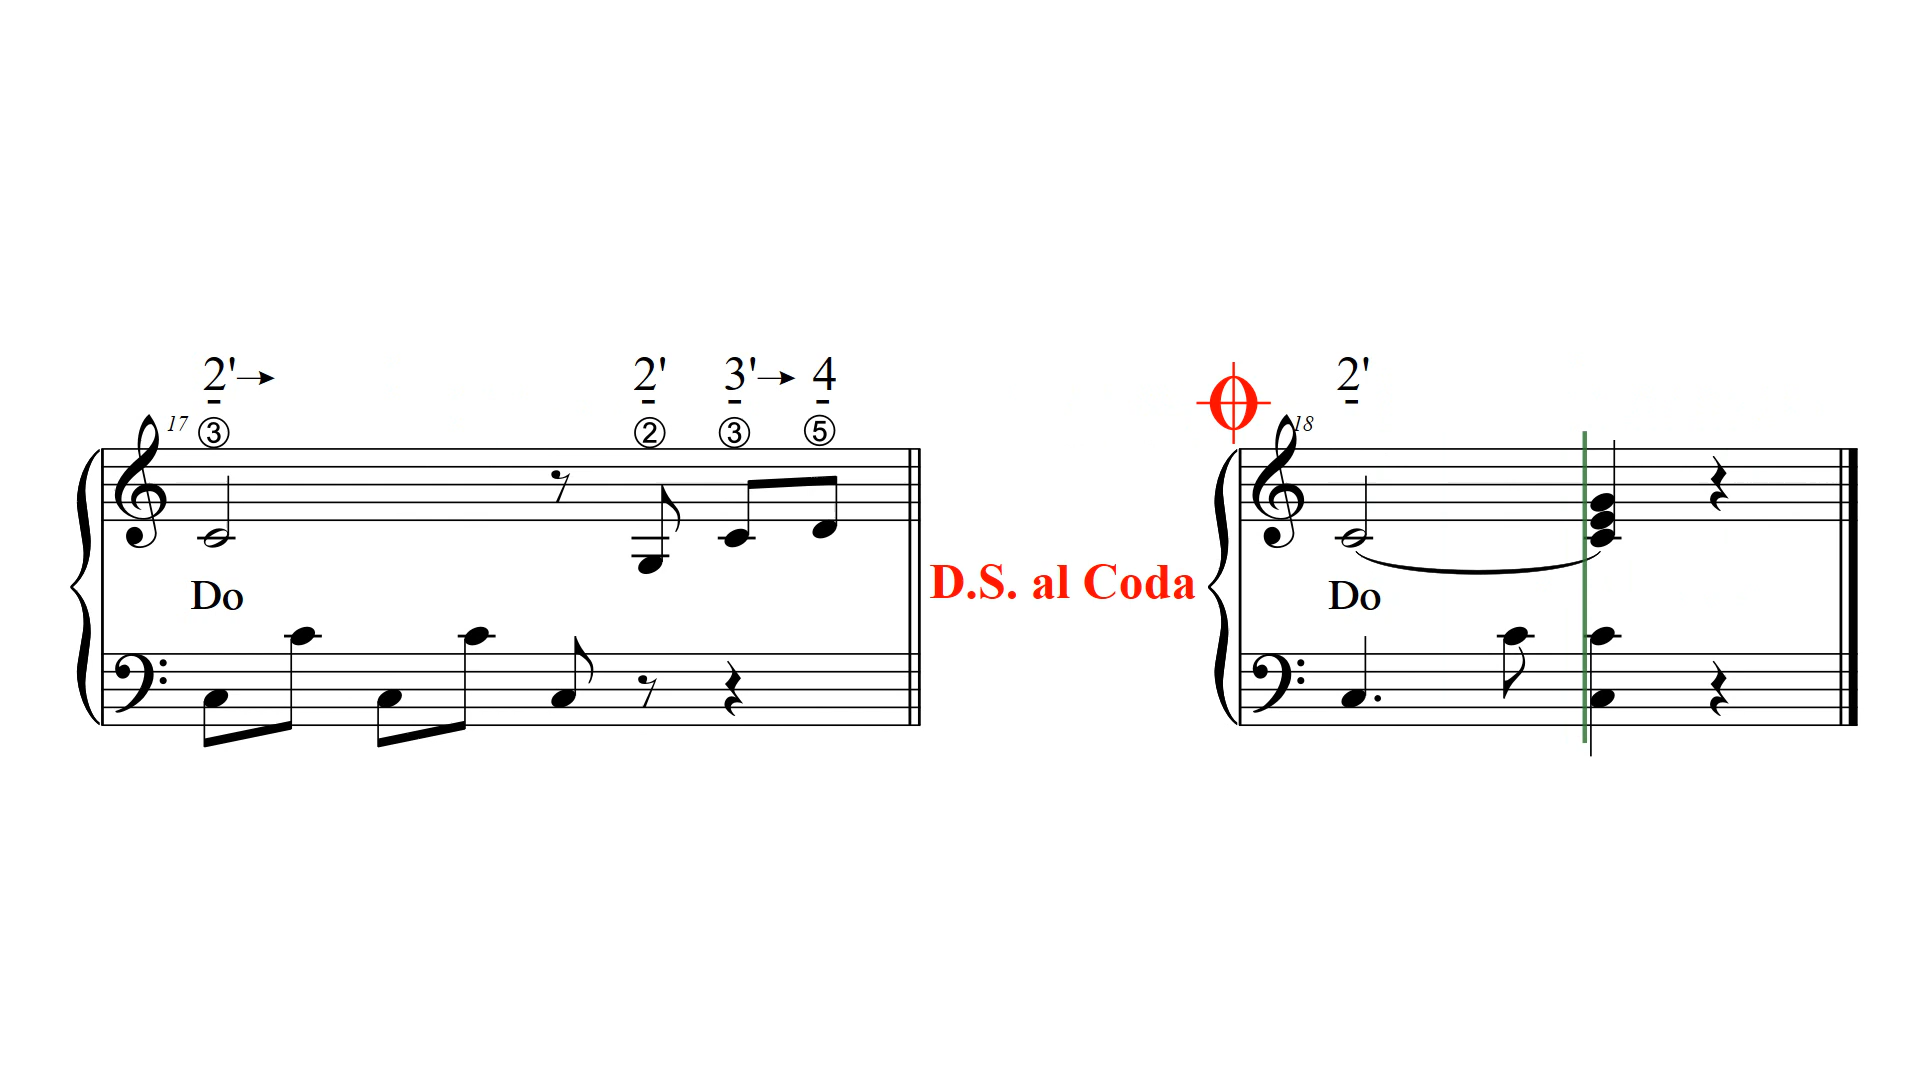 2'→ 2' 3'→ 4 2'
- - - - -
17 ③ ② ③ ⑤ 18
D.S. al Coda
Do Do